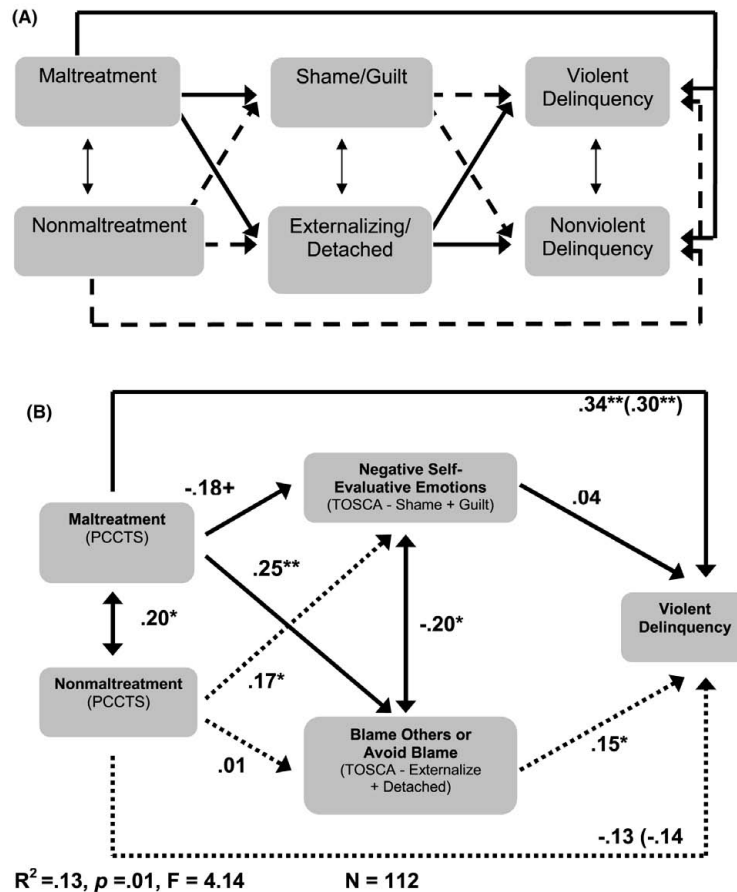 (A)
Maltreatment
Shame/Guilt
Violent
Delinquency
Nonmaltreatment
Externalizing/
Detached
Nonviolent
Delinquency
(B)
.34**(.30**)
Negative Self-
Evaluative Emotions
(TOSCA - Shame + Guilt)
-.18+
.04
Maltreatment
(PCCTS)
.25**
.20*
-.20*
Violent
Delinquency
Nonmaltreatment
(PCCTS)
.17*
.01
Blame Others or
Avoid Blame
(TOSCA - Externalize
+ Detached)
.15*
-.13 (-.14
R² =.13, p =.01, F = 4.14
N = 112